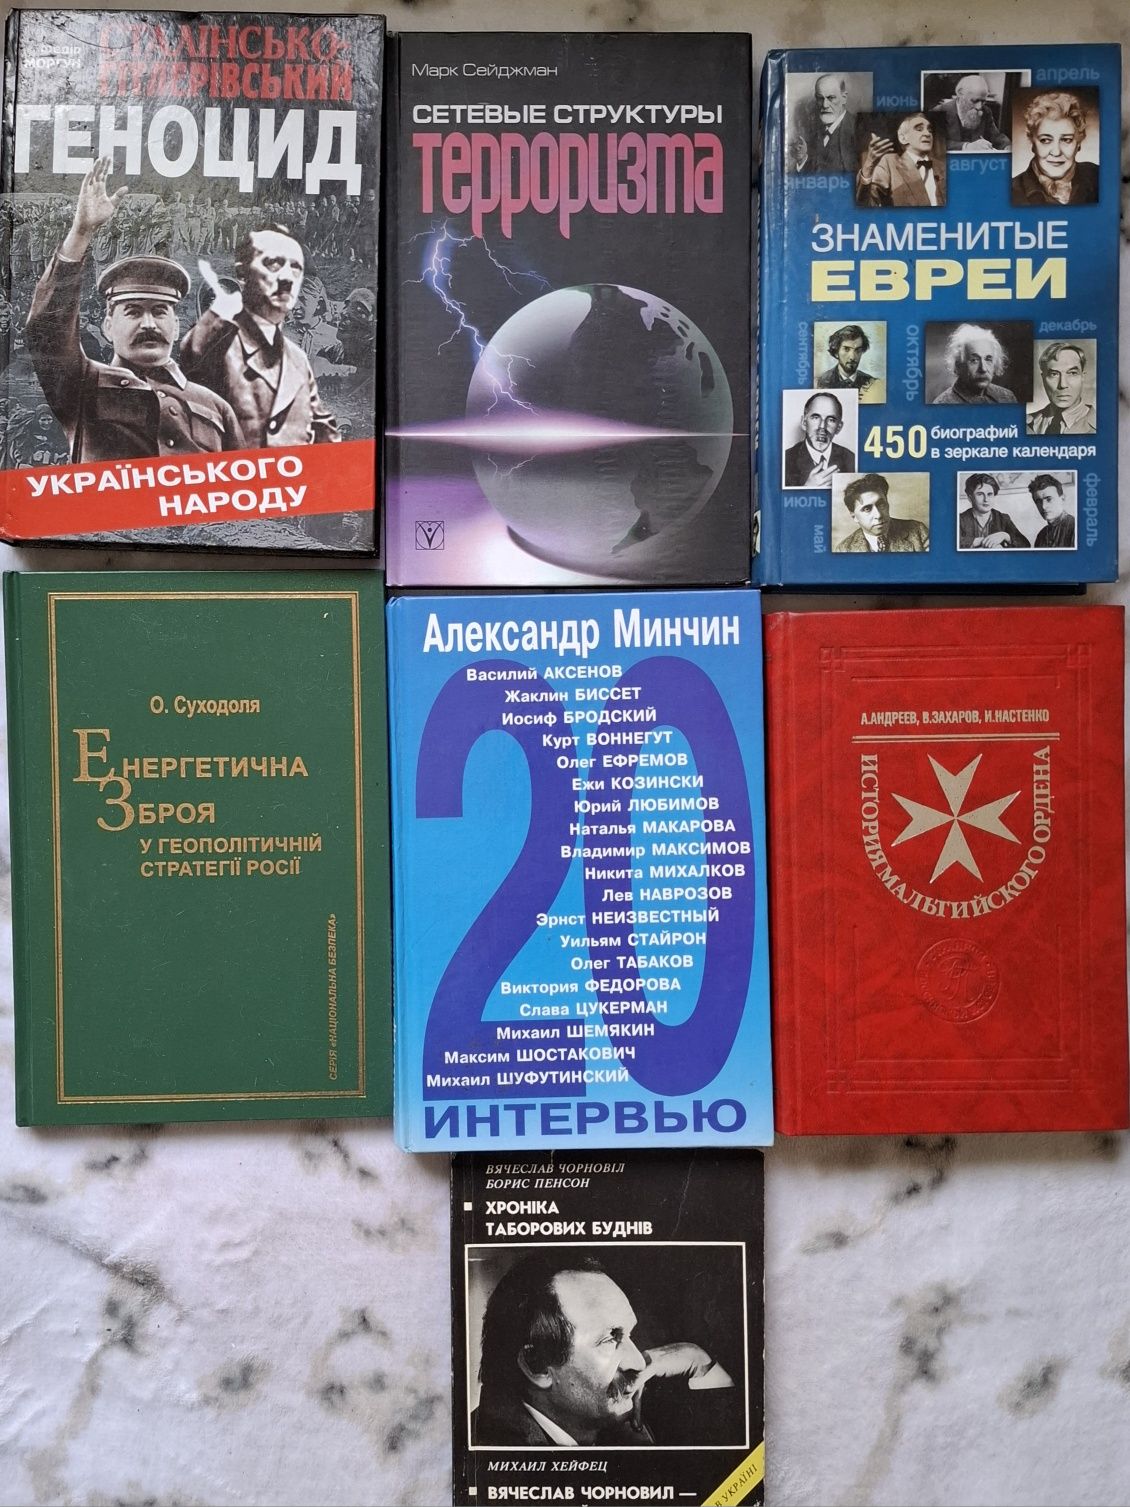 Федір
МОРГУН
СТАЛІНСЬКО-
ГІТЛЕРІВСЬКИЙ
ГЕНОЦИД
УКРАЇНСЬКОГО
НАРОДУ
Марк Сейджман
СЕТЕВЫЕ СТРУКТУРЫ
Терроризма
апрель
июнь
август
январь
ЗНАМЕНИТЫЕ
ЕВРЕИ
сентябрь
октябрь
декабрь
450 биографий
в зеркале календаря
июль
май
февраль
О. Суходоля
ЕНЕРГЕТИЧНА
ЗБРОЯ
У ГЕОПОЛІТИЧНІЙ
СТРАТЕГІЇ РОСІЇ
СЕРІЯ «НАЦІОНАЛЬНА БЕЗПЕКА»
Александр Минчин
20
Василий АКСЕНОВ
Жаклин БИССЕТ
Иосиф БРОДСКИЙ
Курт ВОННЕГУТ
Олег ЕФРЕМОВ
Ежи КОЗИНСКИ
Юрий ЛЮБИМОВ
Наталья МАКАРОВА
Владимир МАКСИМОВ
Никита МИХАЛКОВ
Лев НАВРОЗОВ
Эрнст НЕИЗВЕСТНЫЙ
Уильям СТАЙРОН
Олег ТАБАКОВ
Виктория ФЕДОРОВА
Слава ЦУКЕРМАН
Михаил ШЕМЯКИН
Максим ШОСТАКОВИЧ
Михаил ШУФУТИНСКИЙ
ИНТЕРВЬЮ
А.АНДРЕЕВ, В.ЗАХАРОВ, И.НАСТЕНКО
ИСТОРИЯ МАЛЬТИЙСКОГО ОРДЕНА
ВЯЧЕСЛАВ ЧОРНОВІЛ
БОРИС ПЕНСОН
ХРОНІКА
ТАБОРОВИХ БУДНІВ
МИХАИЛ ХЕЙФЕЦ
ВЯЧЕСЛАВ ЧОРНОВИЛ —
В УКРАЇНІ